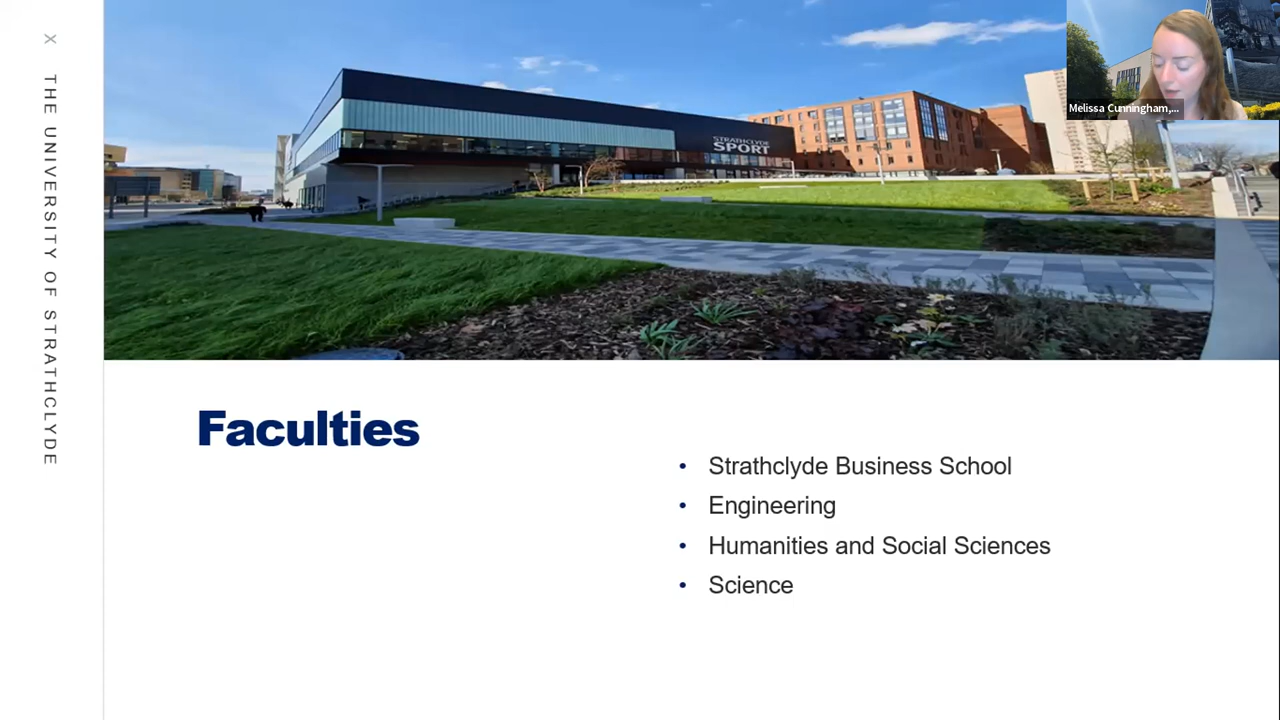 X THE UNIVERSITY OF STRATHCLYDE
STRATHCLYDE
SPORT
Melissa Cunningham,...
Faculties
• Strathclyde Business School
• Engineering
• Humanities and Social Sciences
• Science